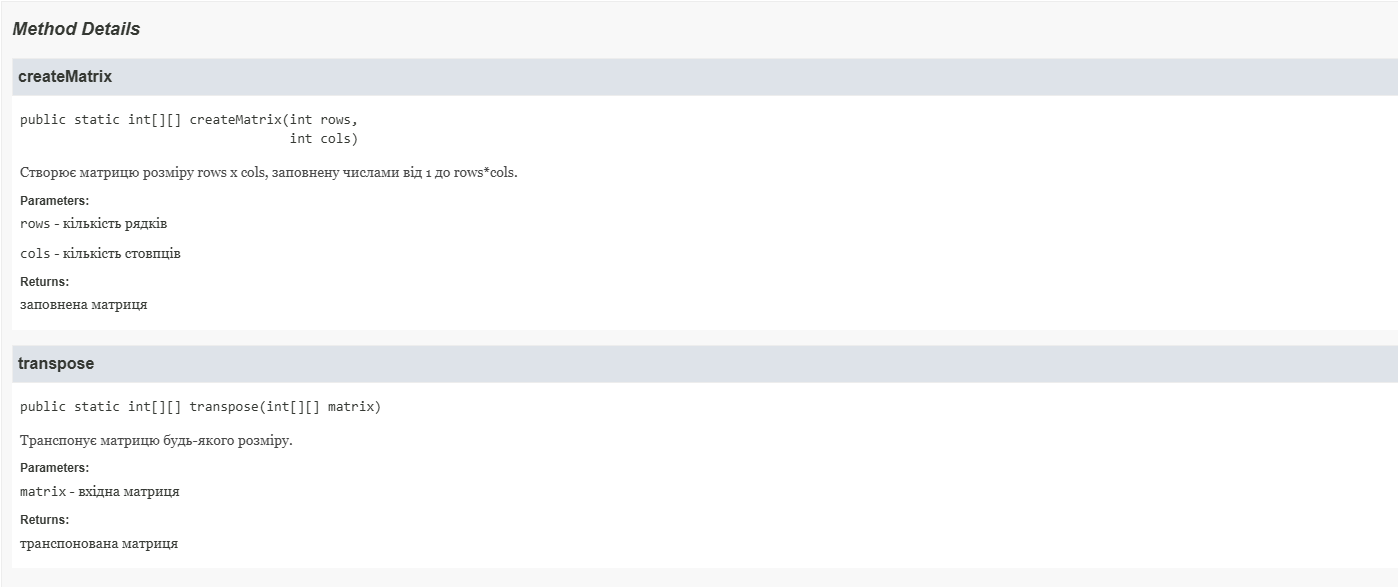 Method Details
createMatrix
public static int[][] createMatrix(int rows,
int cols)
Створює матрицю розміру rows x cols, заповнену числами від 1 до rows*cols.
Parameters:
rows - кількість рядків
cols - кількість стовпців
Returns:
заповнена матриця
transpose
public static int[][] transpose(int[][] matrix)
Транспонує матрицю будь-якого розміру.
Parameters:
matrix - вхідна матриця
Returns:
транспонована матриця